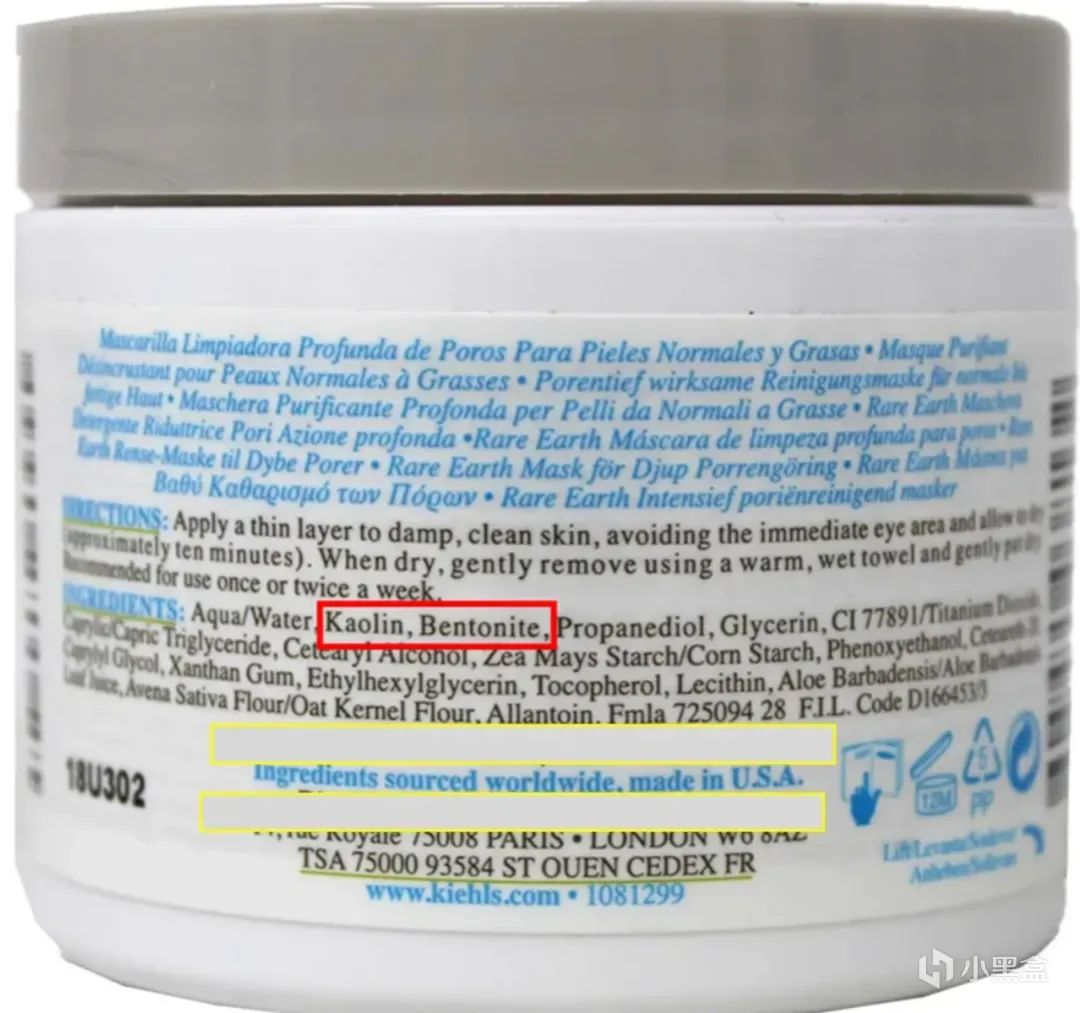 Mascarilla Limpiadora Profunda de Poros Para Pieles Normales y Grasas • Masque Purifiant
Désincrustant pour Peaux Normales à Grasses • Porentief wirksame Reinigungsmaske für normale bis
fettige Haut • Maschera Purificante Profonda per Pelli da Normali a Grasse • Rare Earth Maschera
Detergente Riduttrice Pori Azione profonda •Rare Earth Máscara de limpeza profunda para poros • Rare
Earth Rense-Maske til Dybe Porer • Rare Earth Mask för Djup Porrengöring • Rare Earth Μάσκα για
Βαθύ Καθαρισμό των Πόρων • Rare Earth Intensief poriënreinigend masker
DIRECTIONS: Apply a thin layer to damp, clean skin, avoiding the immediate eye area and allow to dry
(approximately ten minutes). When dry, gently remove using a warm, wet towel and gently pat dry.
Recommended for use once or twice a week.
INGREDIENTS: Aqua/Water, Kaolin, Bentonite, Propanediol, Glycerin, CI 77891/Titanium Dioxide,
Caprylic/Capric Triglyceride, Cetearyl Alcohol, Zea Mays Starch/Corn Starch, Phenoxyethanol, Ceteareth-
Caprylyl Glycol, Xanthan Gum, Ethylhexylglycerin, Tocopherol, Lecithin, Aloe Barbadensis/Aloe Barbadensis
Leaf Juice, Avena Sativa Flour/Oat Kernel Flour, Allantoin, Fmla 725094 28 F.I.L. Code D166453/3
Ingredients sourced worldwide, made in U.S.A.
rue Royale 75008 PARIS • LONDON W6 8AZ
TSA 75000 93584 ST OUEN CEDEX FR
www.kiehls.com • 1081299
18U302
12M
5
PP
Lift/Levante/Soulever
Anheben/Sollevare
小黑盒